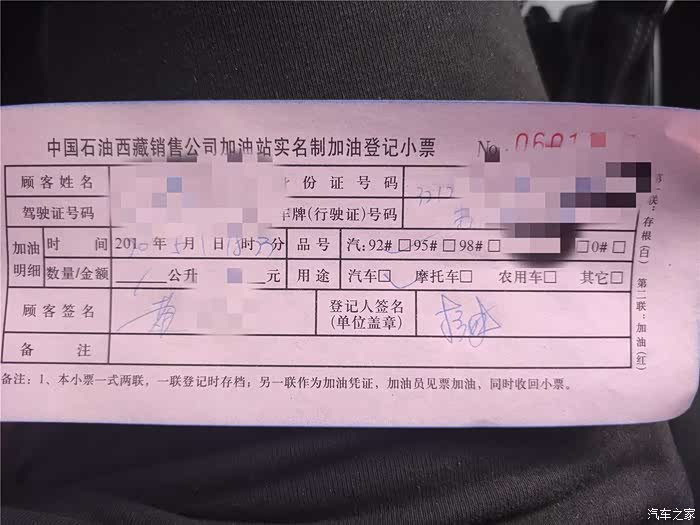 中国石油西藏销售公司加油站实名制加油登记小票 No 0601
顾客姓名 份证号码
驾驶证号码 车牌(行驶证)号码
加油明细 时间 201 年 5 月 1 日 时 分 品号 汽:92#□95#□98#□ □ □0#□
数量/金额 公升 元 用途 汽车□ 摩托车□ 农用车□ 其它□
顾客签名 黄 登记人签名
(单位盖章)
备注
备注:1、本小票一式两联,一联登记时存档;另一联作为加油凭证,加油员见票加油,同时收回小票。
第一联:存根(白) 第二联:加油(红)
汽车之家